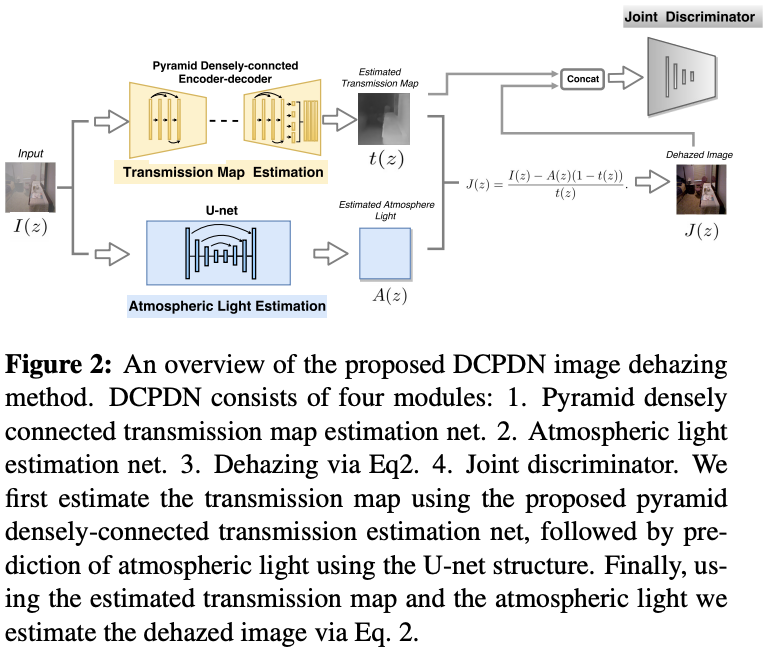 Joint Discriminator
Pyramid Densely-conncted
Encoder-decoder
Estimated
Transmission Map
Concat
Input
t(z)
Dehazed Image
Transmission Map Estimation
J(z) = \frac{I(z) − A(z)(1 − t(z))}{t(z)}.
U-net
Estimated Atmosphere
Light
I(z)
J(z)
A(z)
Atmospheric Light Estimation
Figure 2: An overview of the proposed DCPDN image dehazing
method. DCPDN consists of four modules: 1. Pyramid densely
connected transmission map estimation net. 2. Atmospheric light
estimation net. 3. Dehazing via Eq2. 4. Joint discriminator. We
first estimate the transmission map using the proposed pyramid
densely-connected transmission estimation net, followed by pre-
diction of atmospheric light using the U-net structure. Finally, us-
ing the estimated transmission map and the atmospheric light we
estimate the dehazed image via Eq. 2.